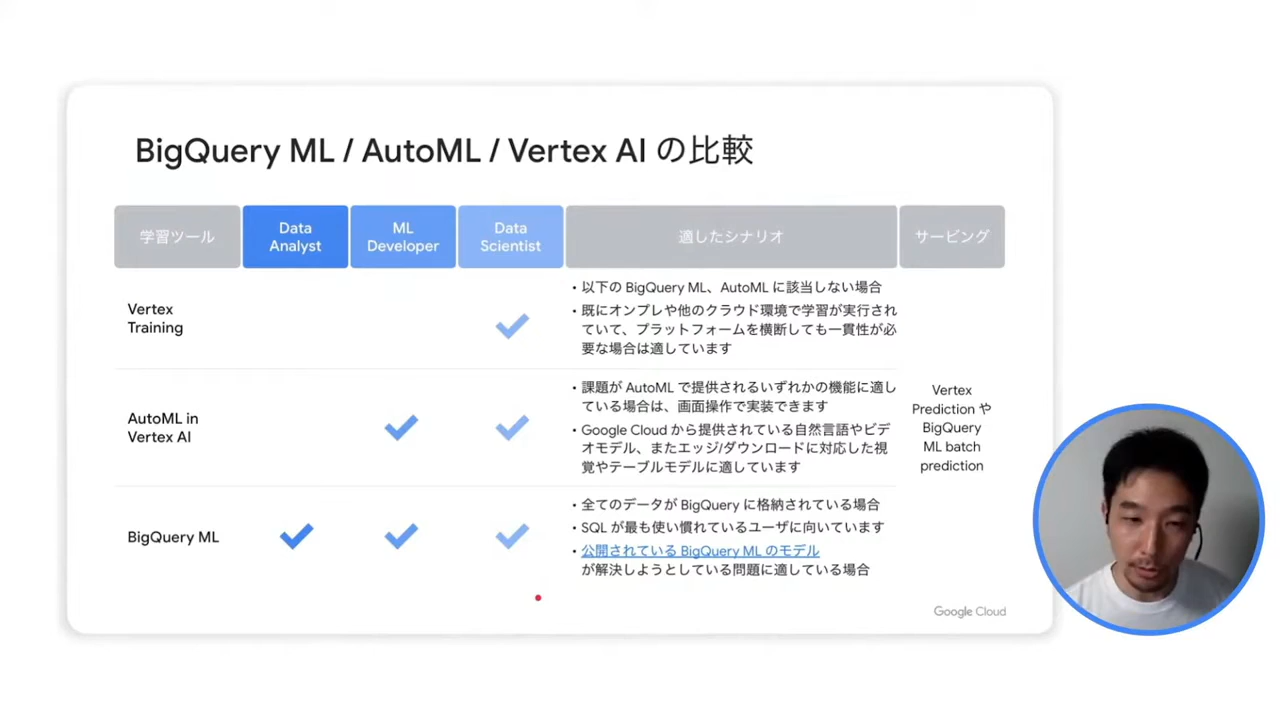 BigQuery ML / AutoML / Vertex AI の比較
学習ツール
Data
Analyst
ML
Developer
Data
Scientist
適したシナリオ
サービング
Vertex
Training
・以下の BigQuery ML、AutoML に該当しない場合
・既にオンプレや他のクラウド環境で学習が実行され
ていて、プラットフォームを横断しても一貫性が必
要な場合は適しています
AutoML in
Vertex AI
・課題が AutoML で提供されるいずれかの機能に適し
ている場合は、画面操作で実装できます
・Google Cloud から提供されている自然言語やビデ
オモデル、またエッジ/ダウンロードに対応した視
覚やテーブルモデルに適しています
BigQuery ML
・全てのデータが BigQuery に格納されている場合
・SQL が最も使い慣れているユーザに向いています
・公開されている BigQuery ML のモデル
が解決しようとしている問題に適している場合
Vertex
Prediction や
BigQuery
ML batch
prediction
Google Cloud